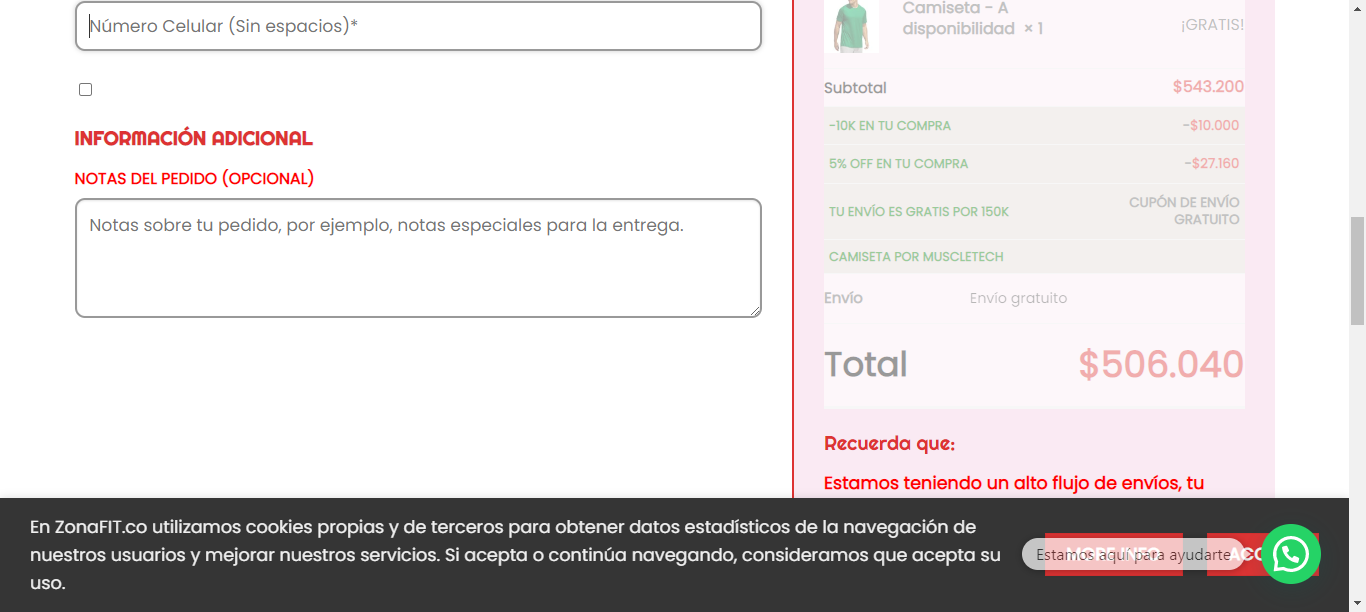 Número Celular (Sin espacios)*
INFORMACIÓN ADICIONAL
NOTAS DEL PEDIDO (OPCIONAL)
Notas sobre tu pedido, por ejemplo, notas especiales para la entrega.
Camiseta - A
disponibilidad × 1
¡GRATIS!
Subtotal $543.200
-10K EN TU COMPRA -$10.000
5% OFF EN TU COMPRA -$27.160
TU ENVÍO ES GRATIS POR 150K
CUPÓN DE ENVÍO
GRATUITO
CAMISETA POR MUSCLETECH
Envío Envío gratuito
Total $506.040
Recuerda que:
Estamos teniendo un alto flujo de envíos, tu
En ZonaFIT.co utilizamos cookies propias y de terceros para obtener datos estadísticos de la navegación de
nuestros usuarios y mejorar nuestros servicios. Si acepta o continúa navegando, consideramos que acepta su
uso.
MORE INFO
Estamos aquí para ayudarte